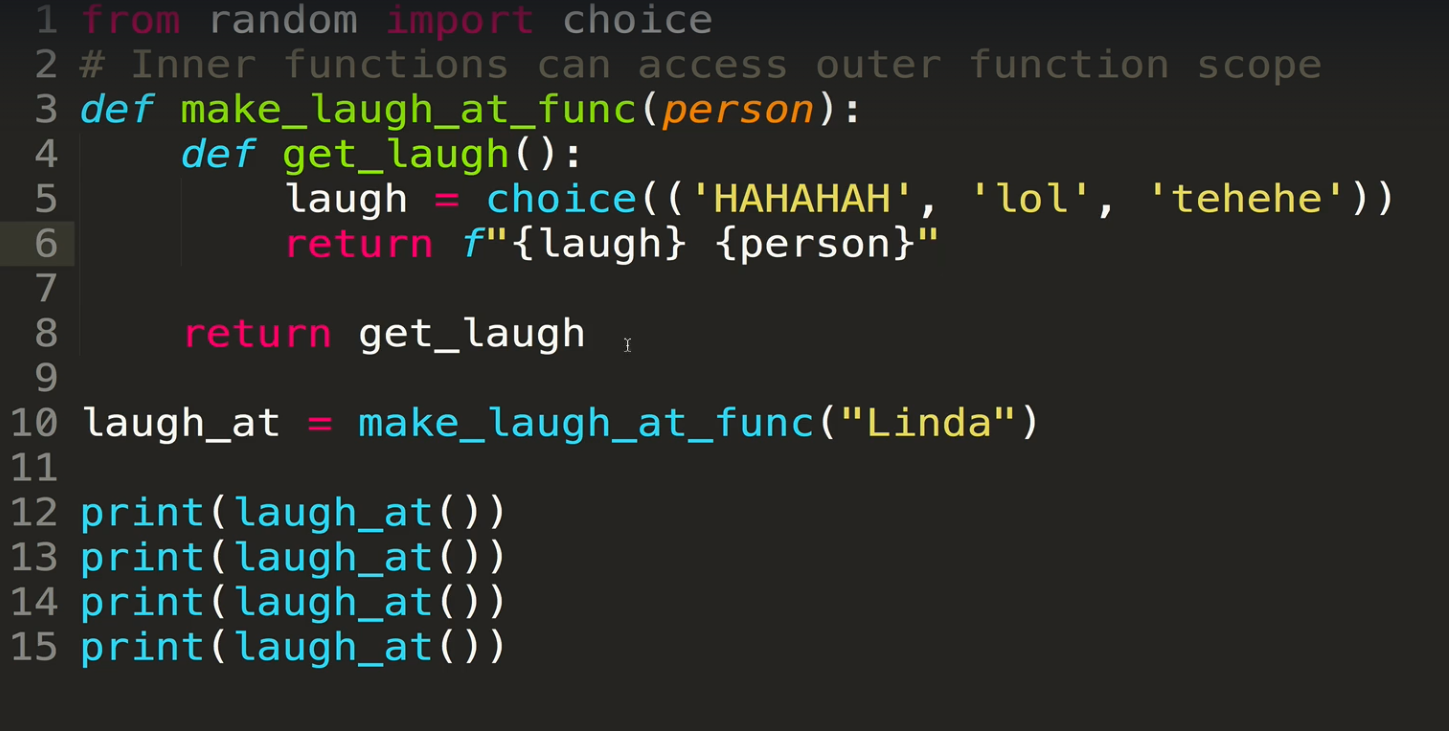 1 from random import choice
2 # Inner functions can access outer function scope
3 def make_laugh_at_func(person):
4     def get_laugh():
5         laugh = choice(('HAHAHAH', 'lol', 'tehehe'))
6         return f"{laugh} {person}"
7
8     return get_laugh
9
10 laugh_at = make_laugh_at_func("Linda")
11
12 print(laugh_at())
13 print(laugh_at())
14 print(laugh_at())
15 print(laugh_at())